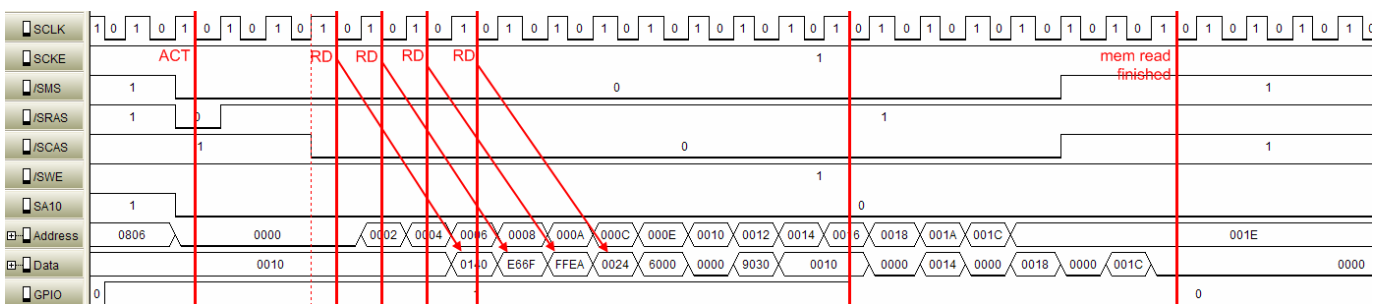 SCLK 1 0 1 0 1 0 1 0 1 0 1 0 1 0 1 0 1 0 1 0 1 0 1 0 1 0 1 0 1 0 1 0 1 0 1 0 1 0 1 0 1 0 1 0 1 0 1 0 1 0 1 0 1 0
SCKE ACT RD RD RD RD 1 mem read
finished
/SMS 1 0 1
/SRAS 1 0 1
/SCAS 1 0 1
/SWE 1
SA10 1 0
Address 0806 0000 0002 0004 0006 0008 000A 000C 000E 0010 0012 0014 0016 0018 001A 001C 001E
Data 0010 0140 E66F FFEA 0024 6000 0000 9030 0010 0000 0014 0000 0018 0000 001C 0000
GPIO 0 0